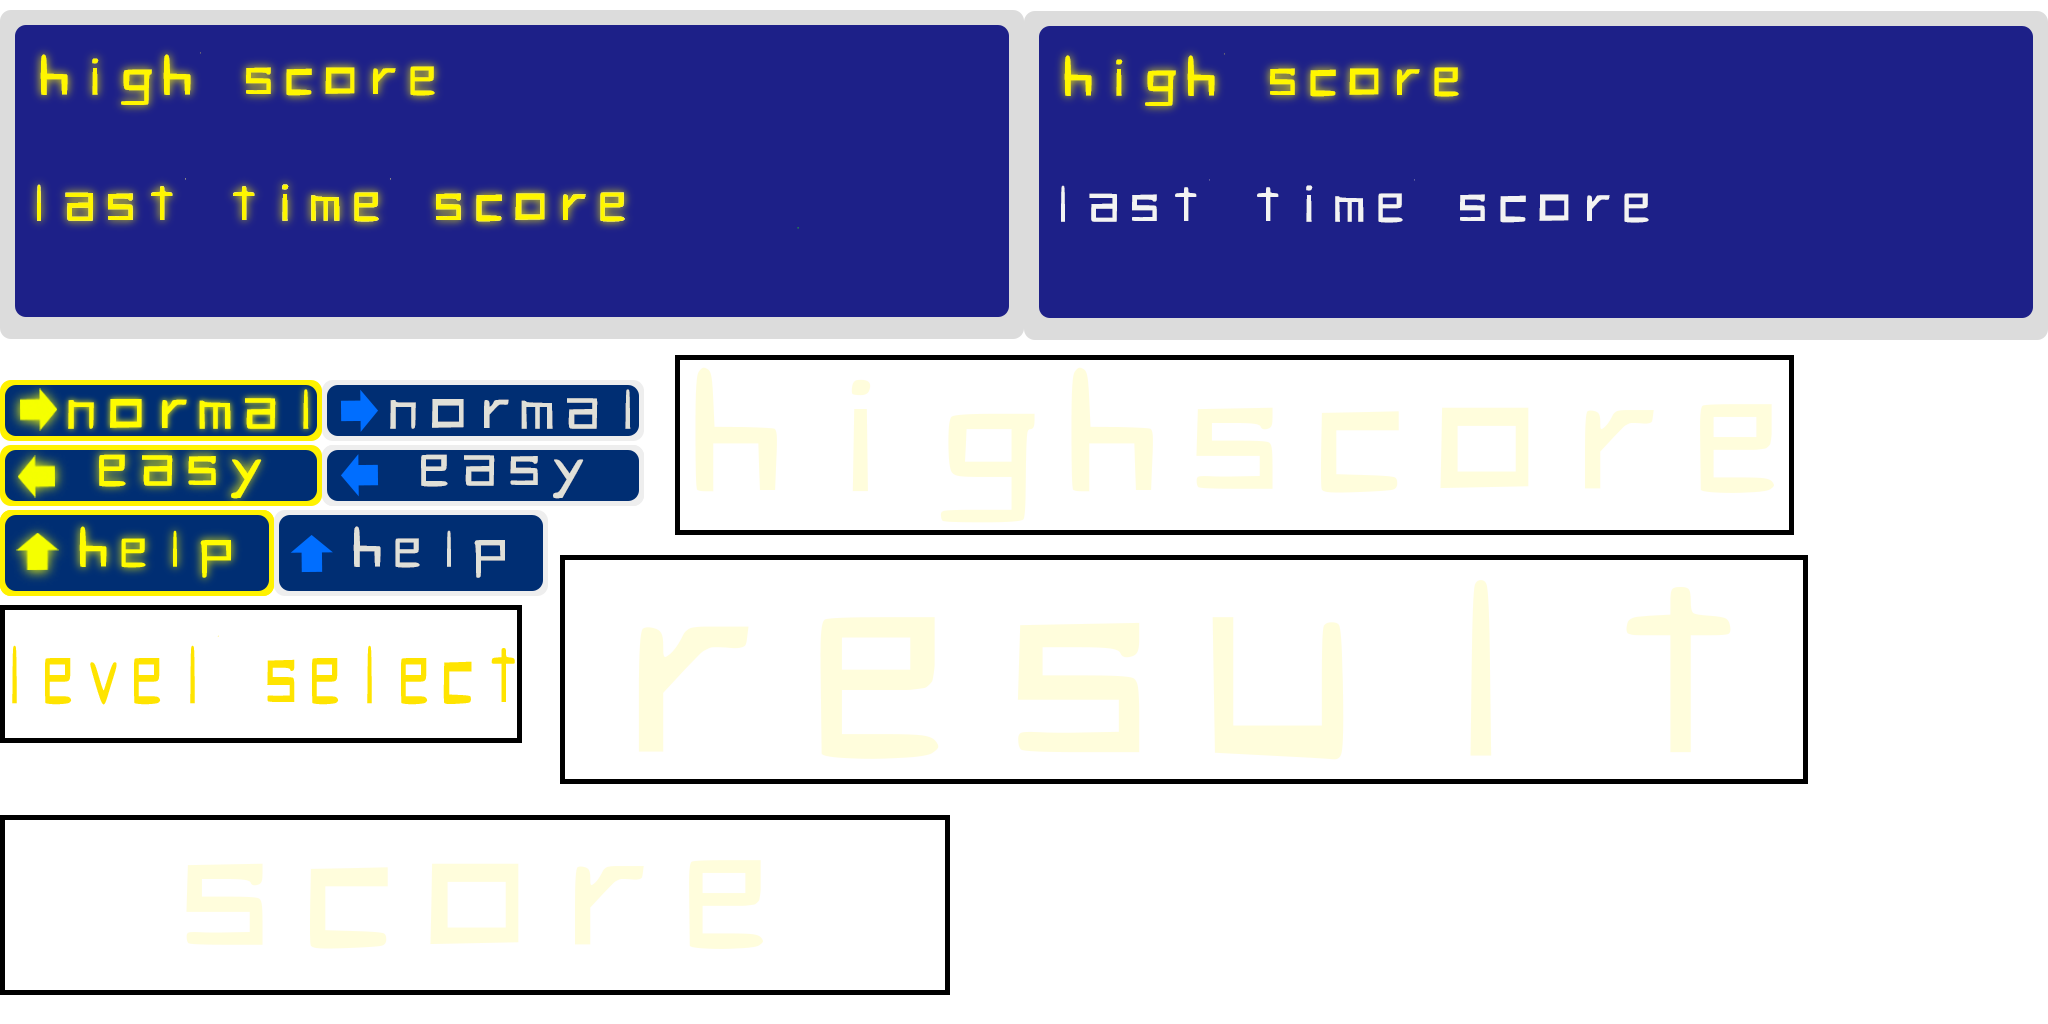 high score
last time score
high score
last time score
normal
normal
easy
easy
help
help
highscore
level select
result
score